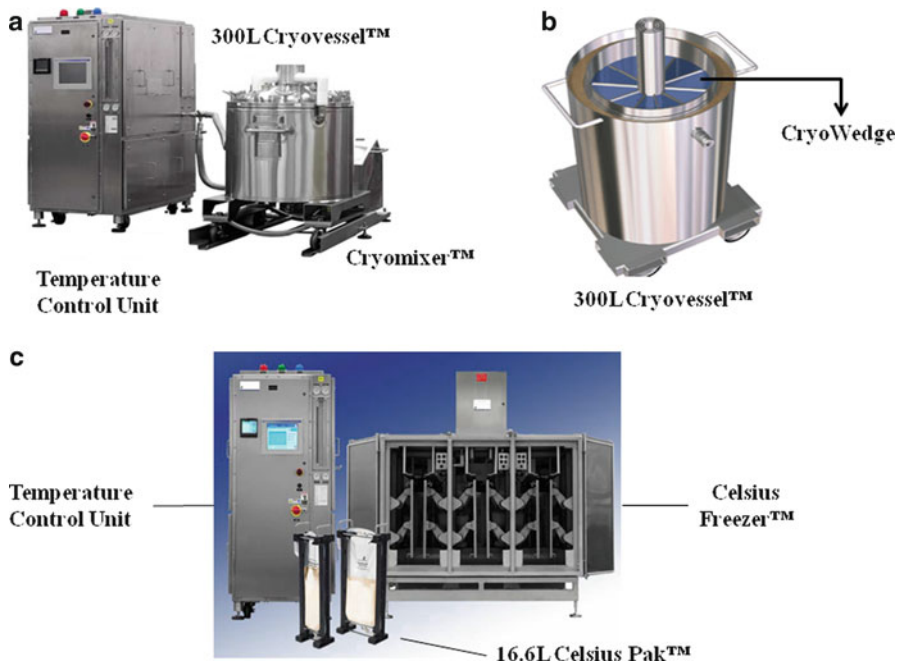 a
300L Cryovessel™
Cryomixer™
Temperature
Control Unit
b
CryoWedge
300L Cryovessel™
c
Temperature
Control Unit
Celsius
Freezer™
16.6L Celsius Pak™